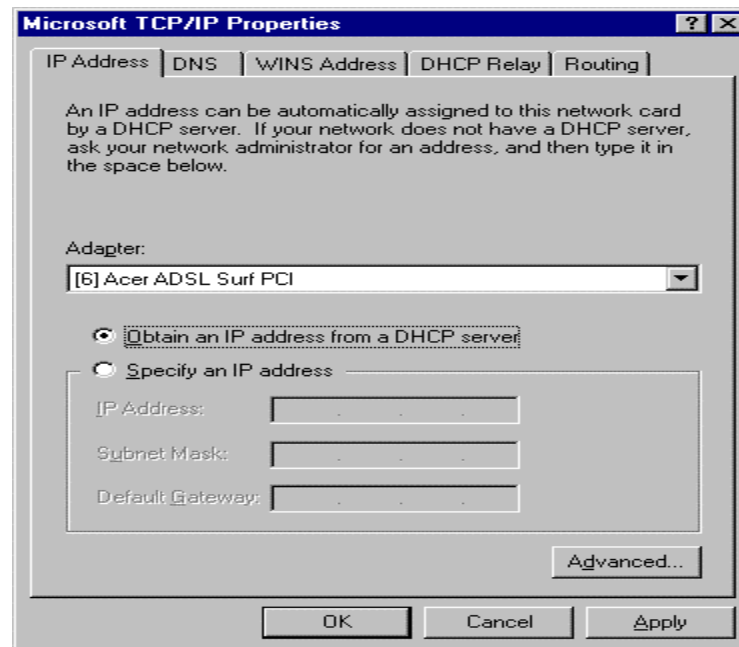 Microsoft TCP/IP Properties
IP Address DNS WINS Address DHCP Relay Routing
An IP address can be automatically assigned to this network card
by a DHCP server. If your network does not have a DHCP server,
ask your network administrator for an address, and then type it in
the space below.
Adapter:
[6] Acer ADSL Surf PCI
Obtain an IP address from a DHCP server
Specify an IP address
IP Address:
Subnet Mask:
Default Gateway:
Advanced...
OK Cancel Apply